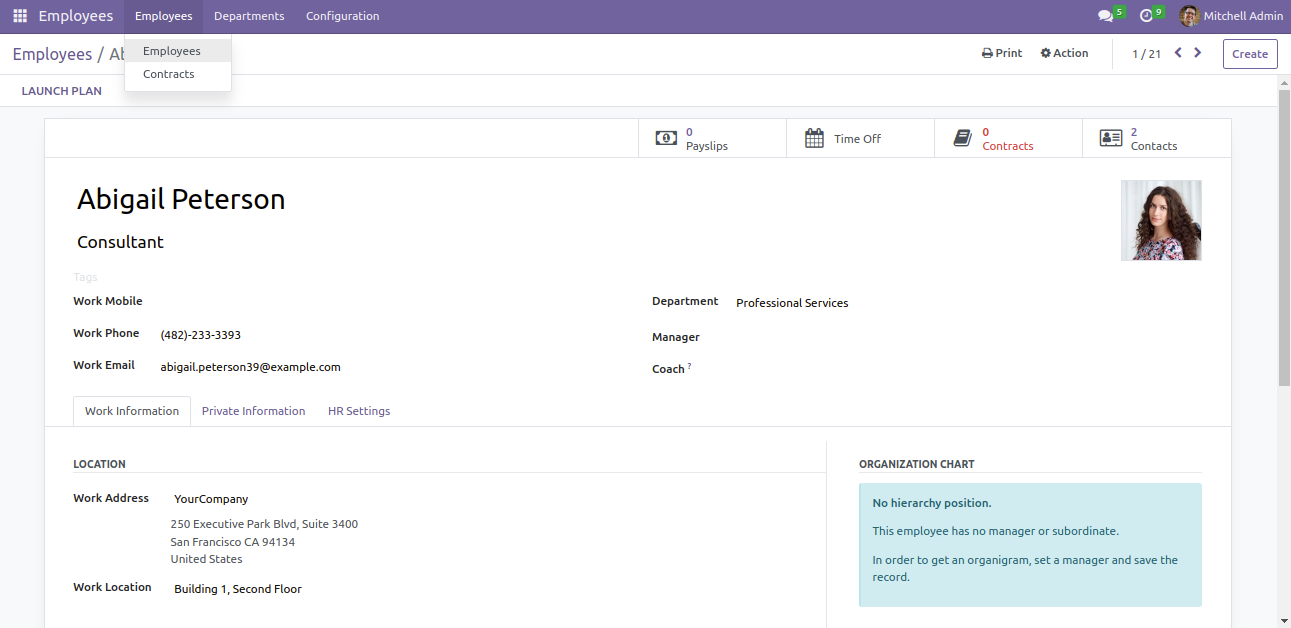 Employees Employees Departments Configuration 5 9 Mitchell Admin
Employees / Ab
Employees
Contracts
Print Action 1 / 21 Create
LAUNCH PLAN
0
Payslips
Time Off
0
Contracts
2
Contacts
Abigail Peterson
Consultant
Tags
Work Mobile
Department Professional Services
Work Phone (482)-233-3393
Manager
Work Email abigail.peterson39@example.com
Coach ?
Work Information Private Information HR Settings
LOCATION
Work Address YourCompany
250 Executive Park Blvd, Suite 3400
San Francisco CA 94134
United States
Work Location Building 1, Second Floor
ORGANIZATION CHART
No hierarchy position.
This employee has no manager or subordinate.
In order to get an organigram, set a manager and save the
record.